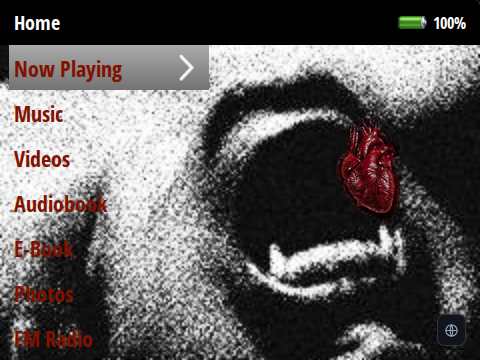 Home
100%
Now Playing
Music
Videos
Audiobook
E-Book
Photos
FM Radio